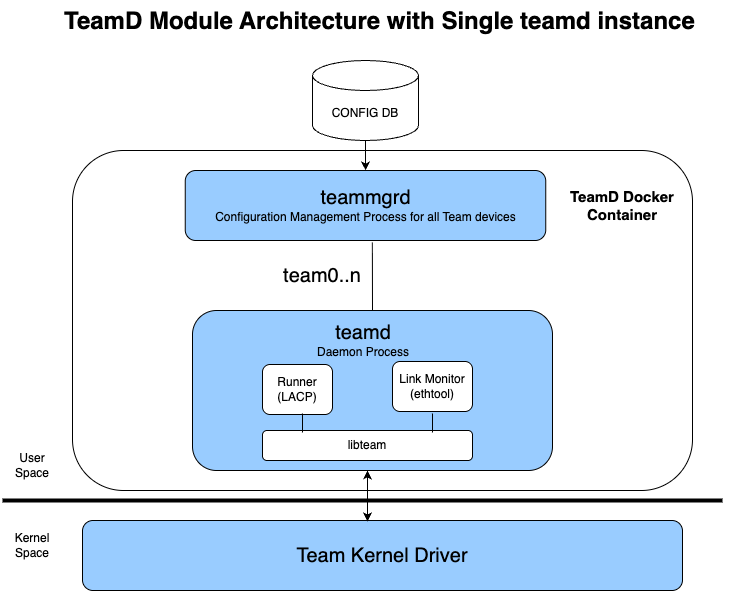 TeamD Module Architecture with Single teamd instance
CONFIG DB
teammgrd
Configuration Management Process for all Team devices
TeamD Docker
Container
team0..n
teamd
Daemon Process
Runner
(LACP)
Link Monitor
(ethtool)
libteam
User
Space
Kernel
Space
Team Kernel Driver